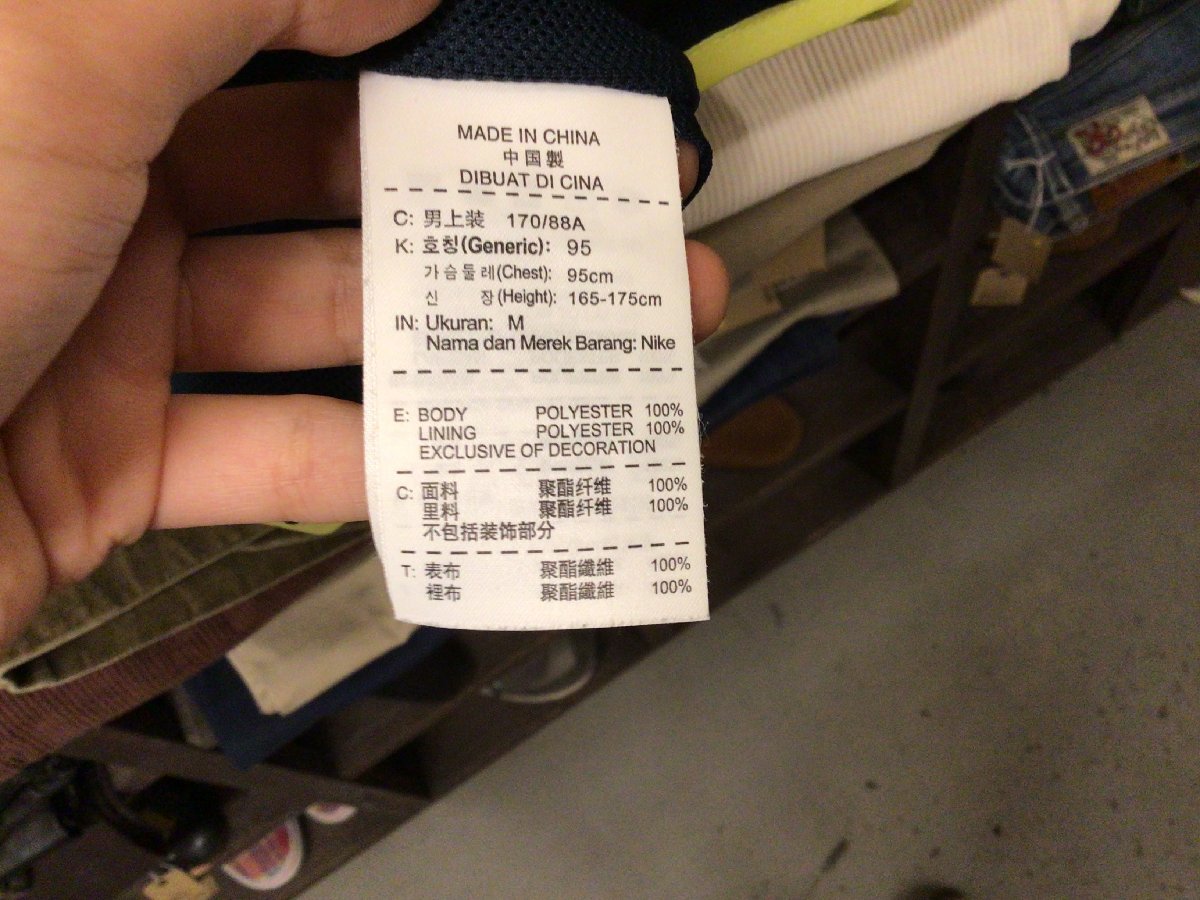 MADE IN CHINA
中国製
DIBUAT DI CINA
C: 男上装 170/88A
K: 호칭(Generic): 95
가슴둘레(Chest): 95cm
신 장(Height): 165-175cm
IN: Ukuran: M
Nama dan Merek Barang: Nike
E: BODY POLYESTER 100%
LINING POLYESTER 100%
EXCLUSIVE OF DECORATION
C: 面料 聚酯纤维 100%
里料 聚酯纤维 100%
不包括装饰部分
T: 表布 聚酯纖維 100%
裡布 聚酯纖維 100%